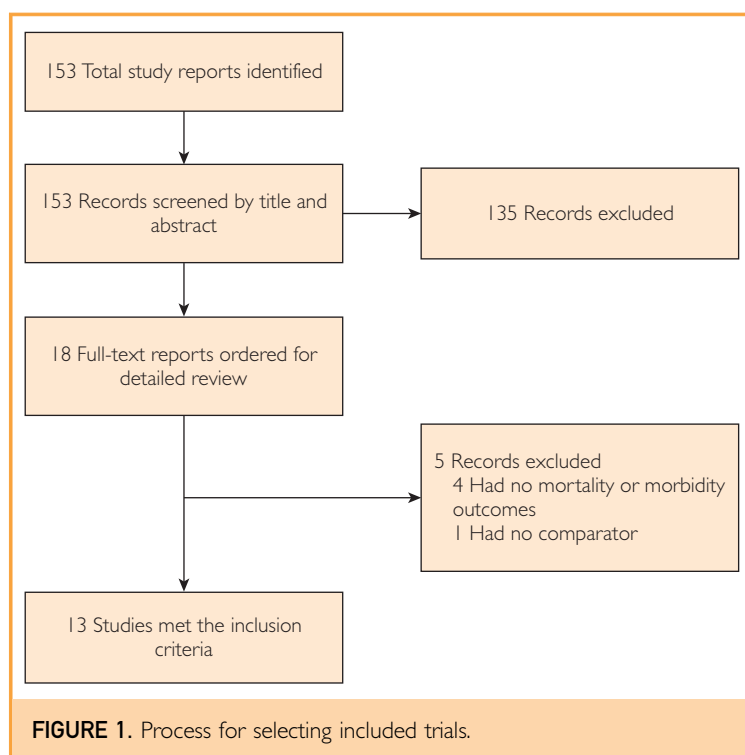 153 Total study reports identified
153 Records screened by title and
abstract
135 Records excluded
18 Full-text reports ordered for
detailed review
5 Records excluded
4 Had no mortality or morbidity
outcomes
1 Had no comparator
13 Studies met the inclusion
criteria
FIGURE 1. Process for selecting included trials.